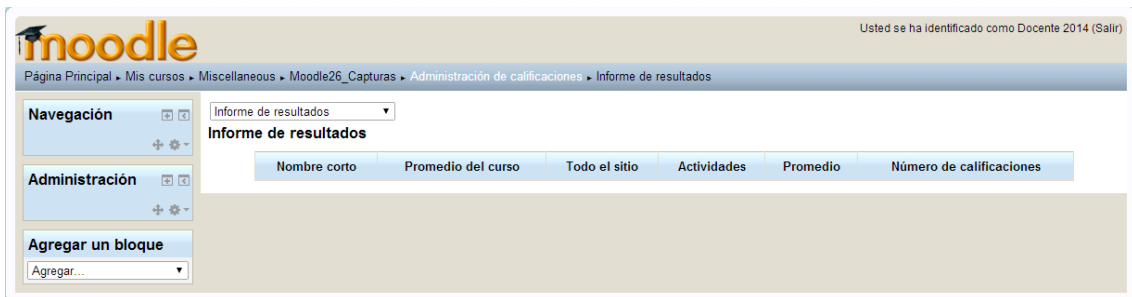 moodle
Usted se ha identificado como Docente 2014 (Salir)
Página Principal ▸ Mis cursos ▸ Miscellaneous ▸ Moodle26_Capturas ▸ Administración de calificaciones ▸ Informe de resultados
Navegación
Administración
Agregar un bloque
Agregar...
Informe de resultados
Informe de resultados
Nombre corto Promedio del curso Todo el sitio Actividades Promedio Número de calificaciones